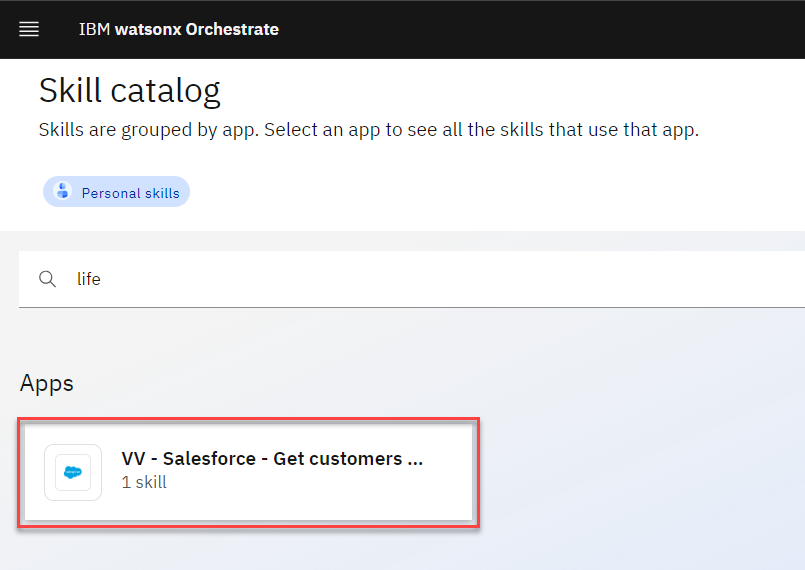 IBM watsonx Orchestrate
Skill catalog
Skills are grouped by app. Select an app to see all the skills that use that app.
Personal skills
life
Apps
VV - Salesforce - Get customers ...
1 skill